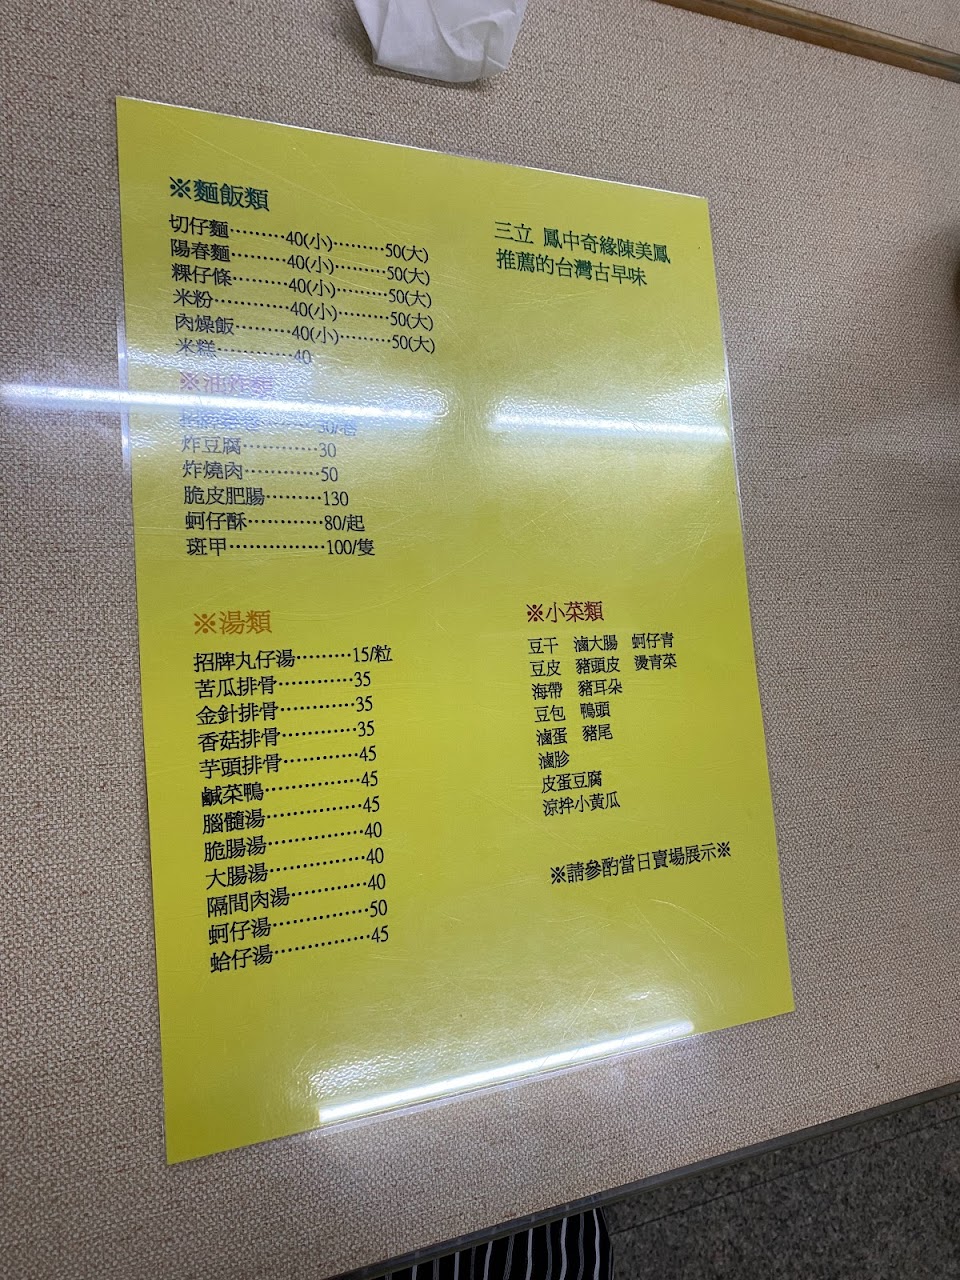 ※麵飯類
切仔麵………40(小)………50(大)
陽春麵………40(小)………50(大)
粿仔條………40(小)………50(大)
米粉…………40(小)………50(大)
肉燥飯………40(小)………50(大)
米糕…………40
※油炸類
30/卷
炸豆腐…………30
炸燒肉…………50
脆皮肥腸………130
蚵仔酥…………80/起
斑甲……………100/隻
※湯類
招牌丸仔湯………15/粒
苦瓜排骨…………35
金針排骨…………35
香菇排骨…………35
芋頭排骨…………45
鹹菜鴨……………45
腦髓湯……………45
脆腸湯……………40
大腸湯……………40
隔間肉湯…………40
蚵仔湯……………50
蛤仔湯……………45
三立 鳳中奇緣陳美鳳
推薦的台灣古早味
※小菜類
豆干 滷大腸 蚵仔青
豆皮 豬頭皮 燙青菜
海帶 豬耳朵
豆包 鴨頭
滷蛋 豬尾
滷胗
皮蛋豆腐
涼拌小黃瓜
※請參酌當日賣場展示※